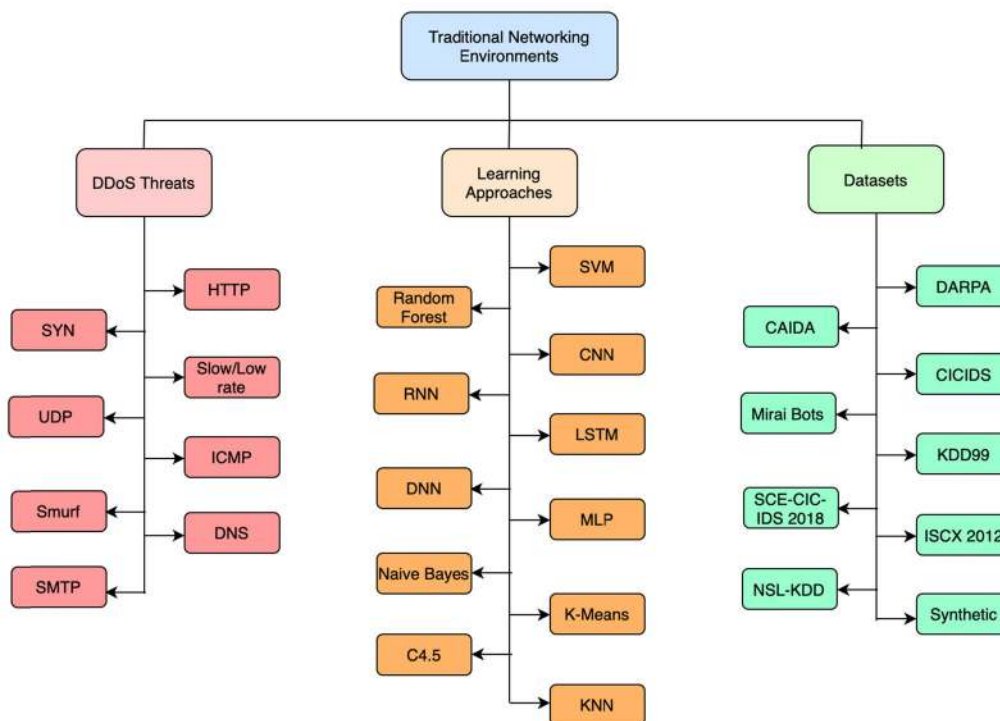 Traditional Networking
Environments
DDoS Threats
Learning
Approaches
Datasets
HTTP
SYN
Slow/Low
rate
UDP
ICMP
Smurf
DNS
SMTP
SVM
Random
Forest
CNN
RNN
LSTM
DNN
MLP
Naive Bayes
K-Means
C4.5
KNN
DARPA
CAIDA
CICIDS
Mirai Bots
KDD99
SCE-CIC-
IDS 2018
ISCX 2012
NSL-KDD
Synthetic